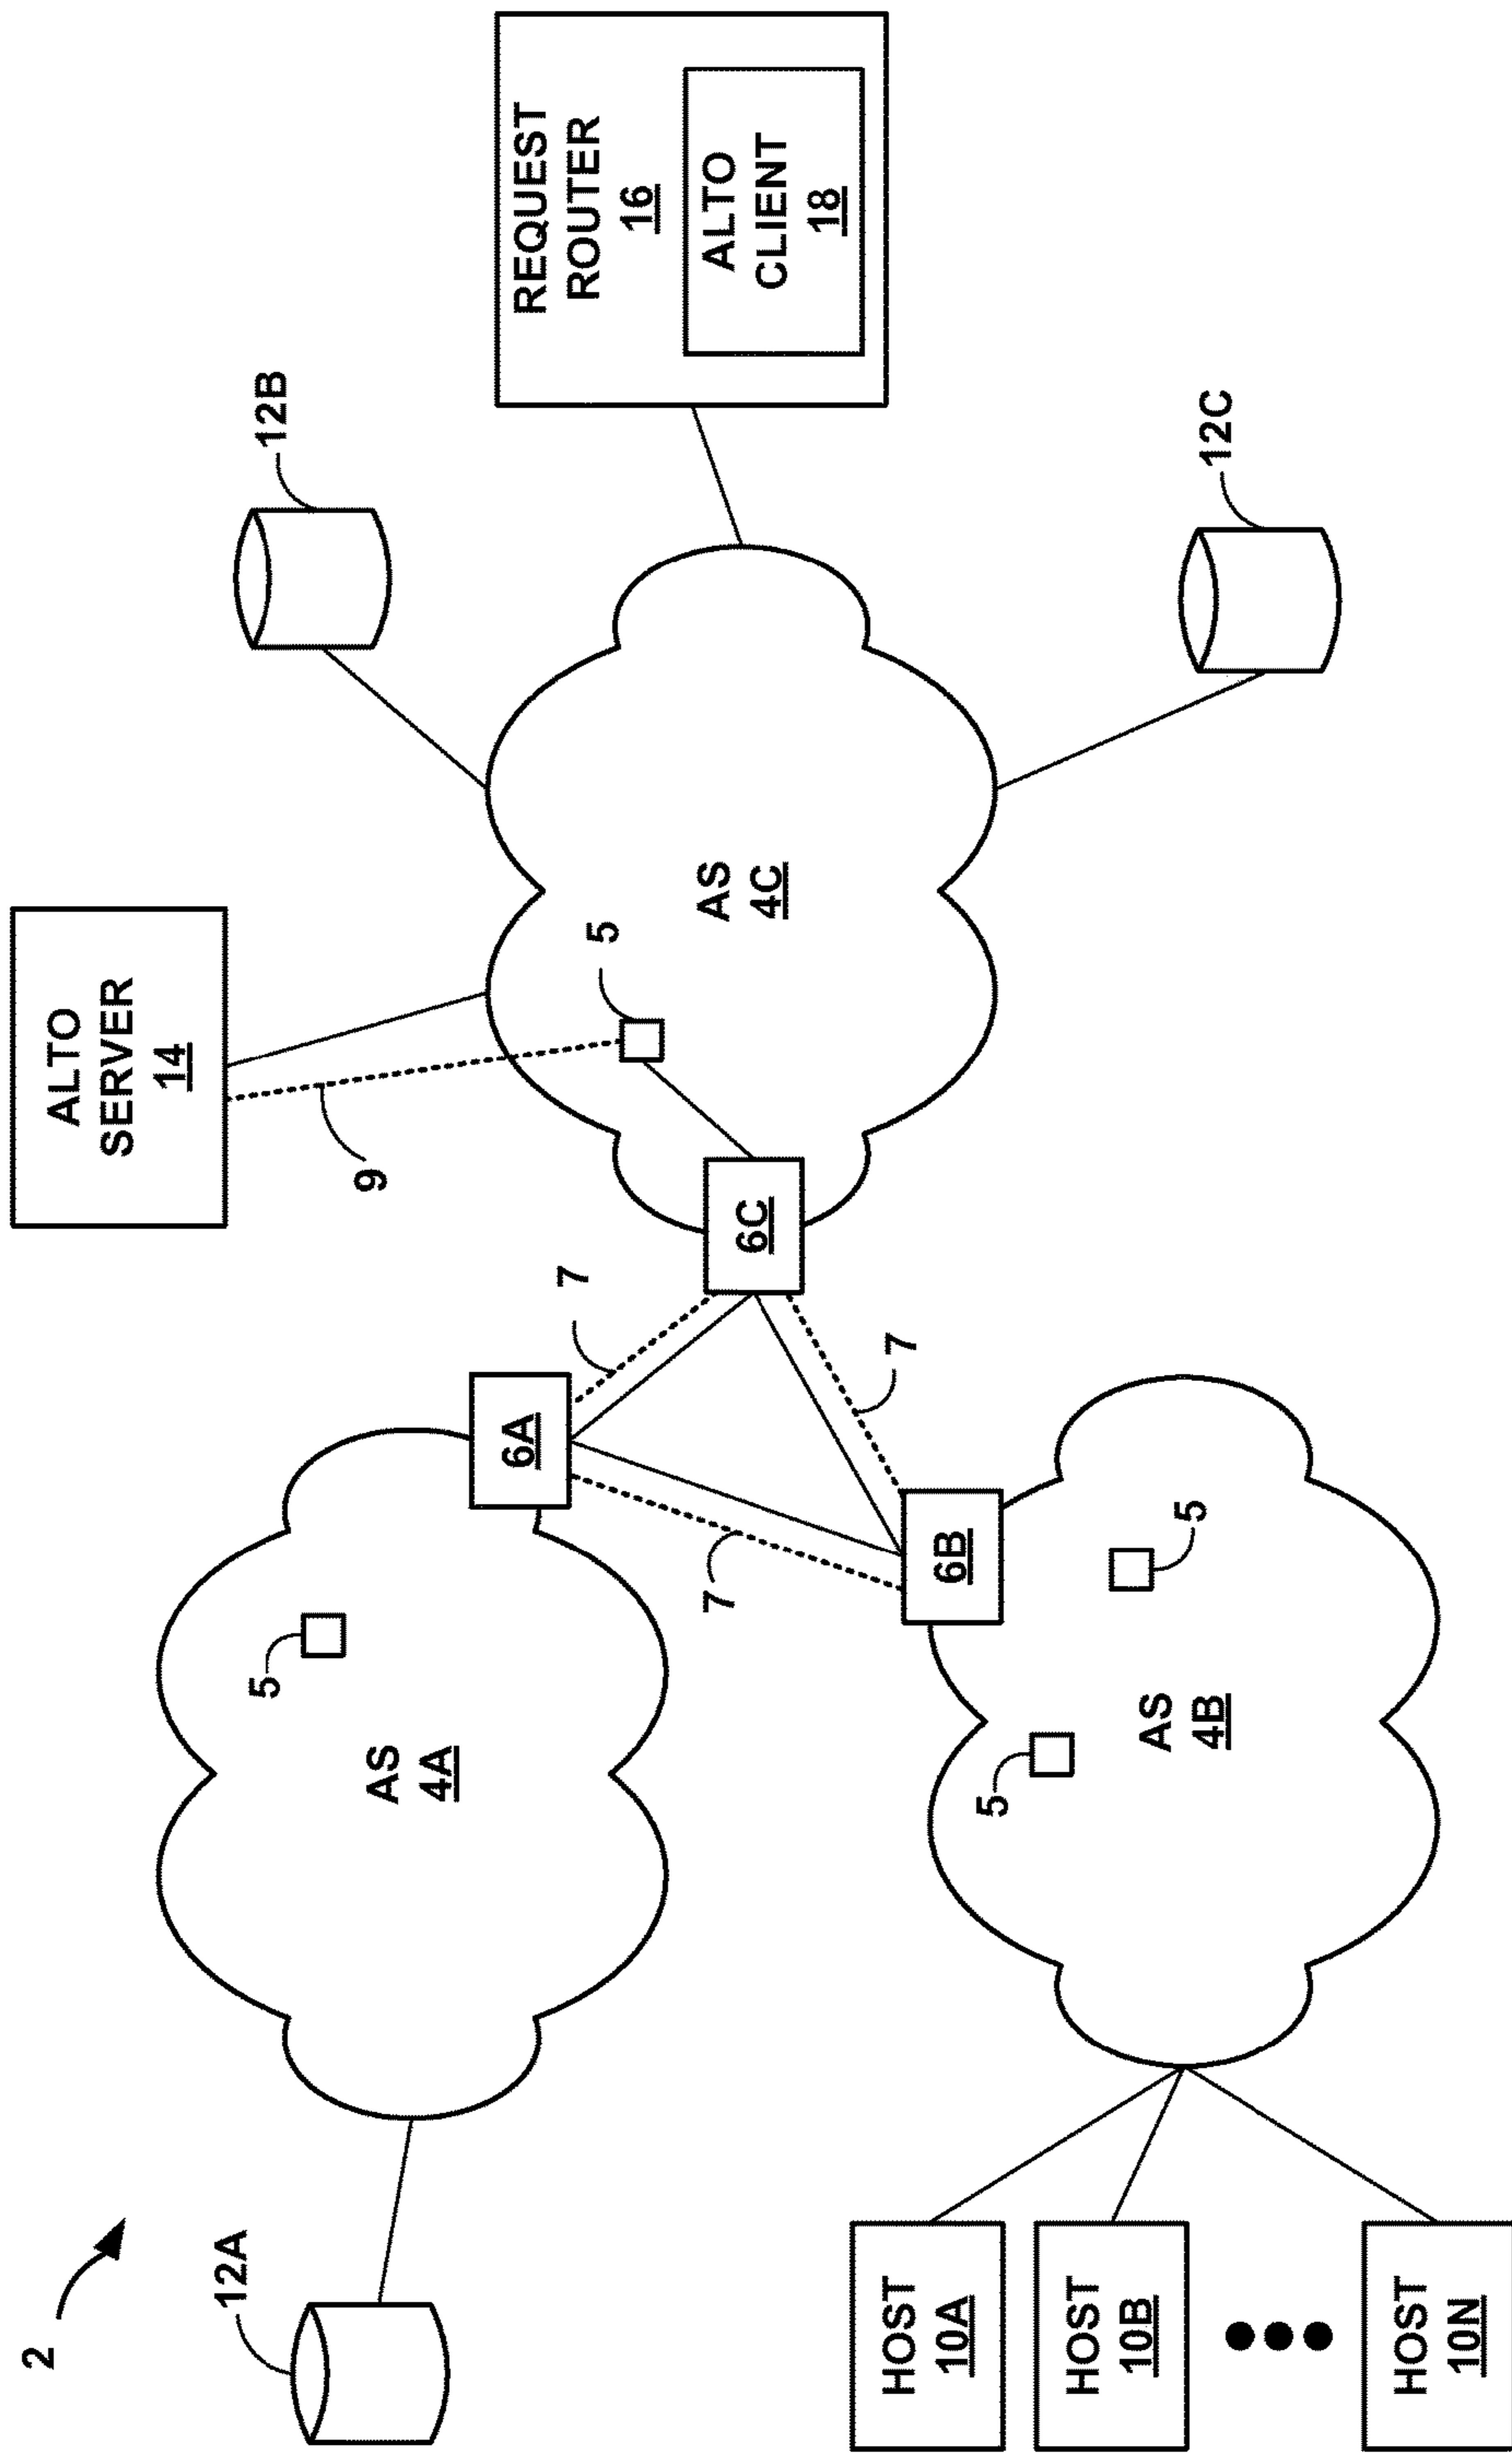 2
12A
HOST
10A
HOST
10B
HOST
10N
AS
4A
5
6A
7
7
7
AS
4B
5
5
6B
6C
ALTO
SERVER
14
9
5
AS
4C
12B
12C
REQUEST
ROUTER
16
ALTO
CLIENT
18